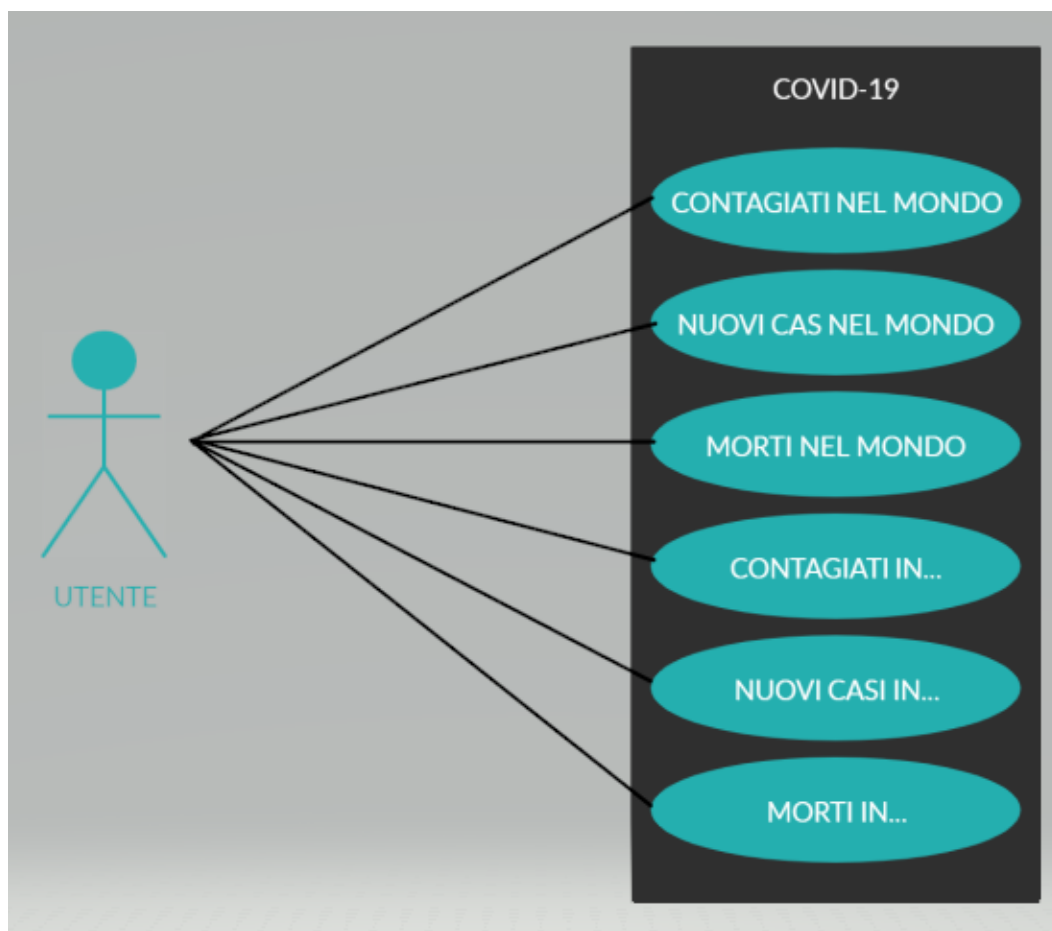 COVID-19
CONTAGIATI NEL MONDO
NUOVI CAS NEL MONDO
MORTI NEL MONDO
CONTAGIATI IN...
UTENTE
NUOVI CASI IN...
MORTI IN...